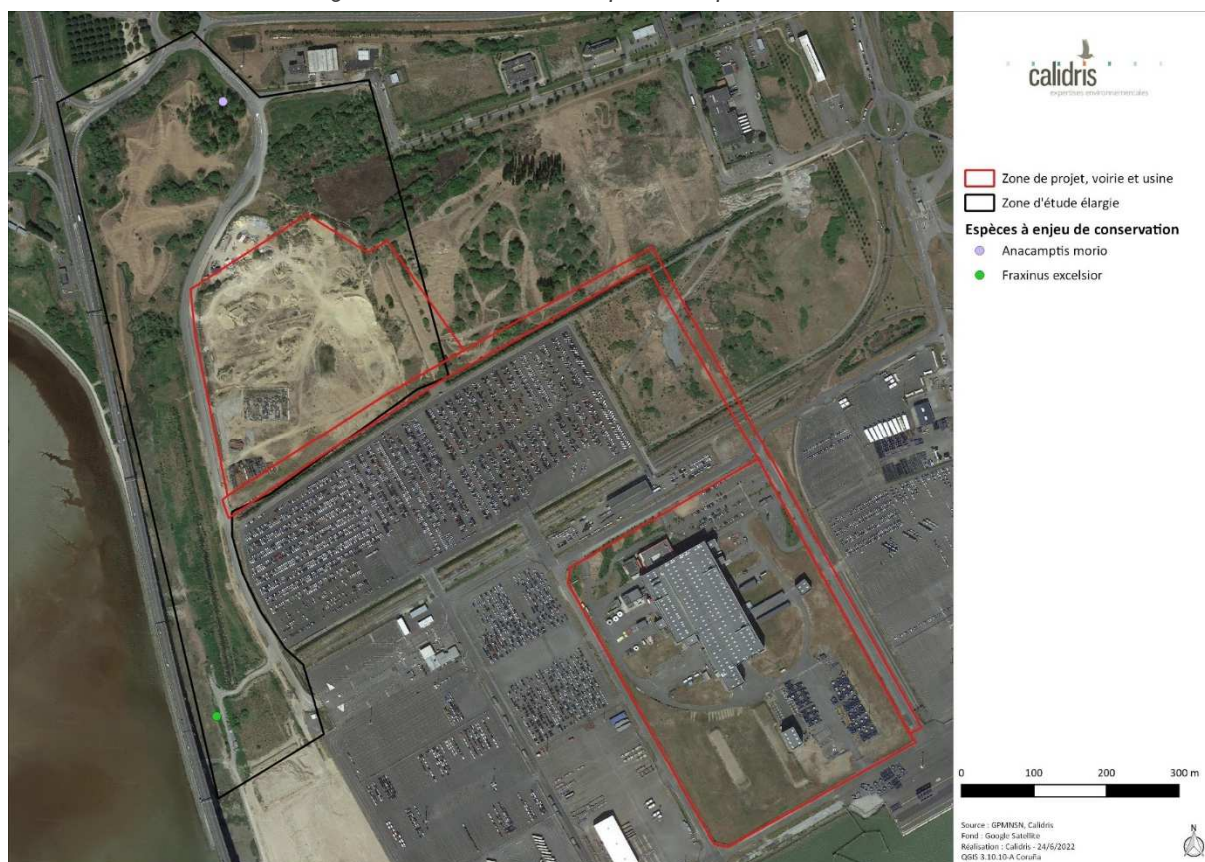 calidris
expertises environnementales
Zone de projet, voirie et usine
Zone d'étude élargie
Espèces à enjeu de conservation
Anacamptis morio
Fraxinus excelsior
0 100 200 300 m
Source : GPMNSN, Calidris
Fond : Google Satellite
Réalisation : Calidris - 24/6/2022
QGIS 3.10.10-A Coruña
N